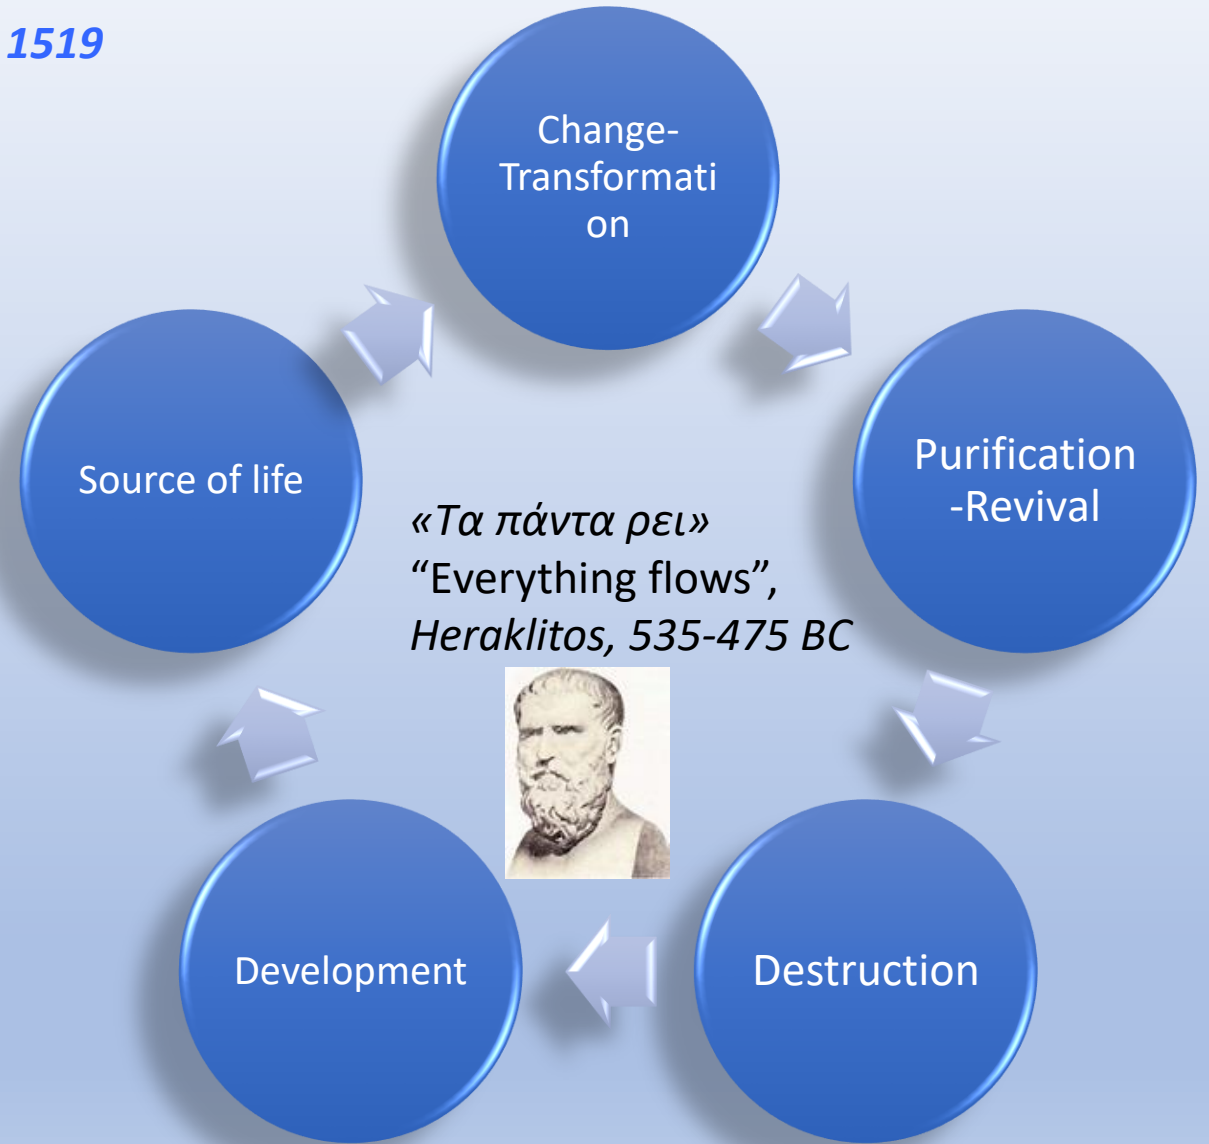 1519
Change-
Transformati
on
Purification
-Revival
Source of life
«Τα πάντα ρει»
“Everything flows”,
Heraklitos, 535-475 BC
Destruction
Development